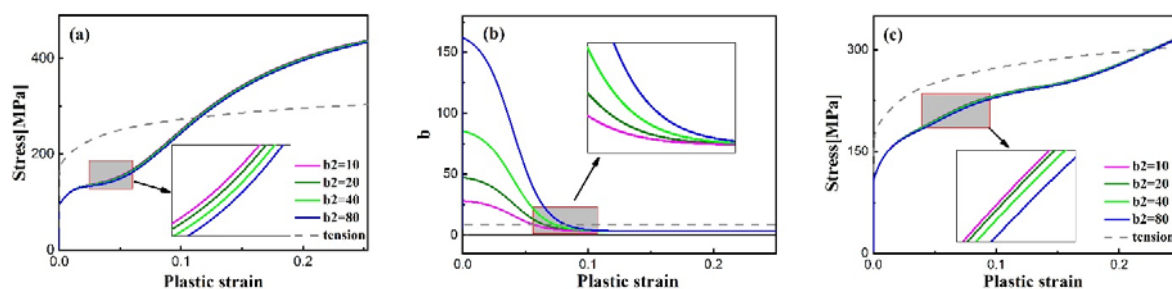 (a)
Stress[MPa]
400
200
0
0.0
0.1
0.2
Plastic strain
b2=10
b2=20
b2=40
b2=80
tension
(b)
b
150
100
50
0
0.0
0.1
0.2
Plastic strain
(c)
Stress[MPa]
300
150
0
0.0
0.1
0.2
Plastic strain
b2=10
b2=20
b2=40
b2=80
tension